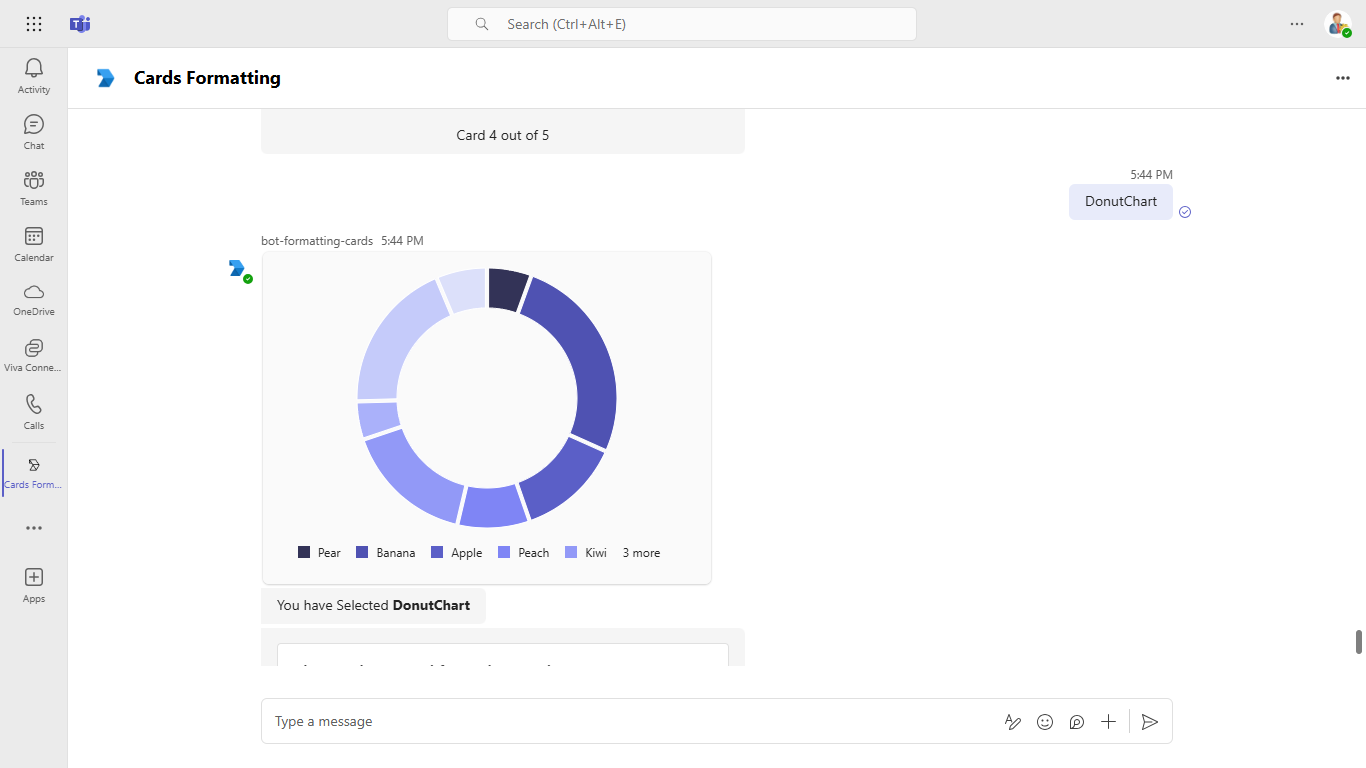 Search (Ctrl+Alt+E)
Activity
Chat
Teams
Calendar
OneDrive
Viva Conne...
Calls
Cards Form...
Apps
Cards Formatting
Card 4 out of 5
5:44 PM
DonutChart
bot-formatting-cards 5:44 PM
Pear Banana Apple Peach Kiwi 3 more
You have Selected DonutChart
Type a message